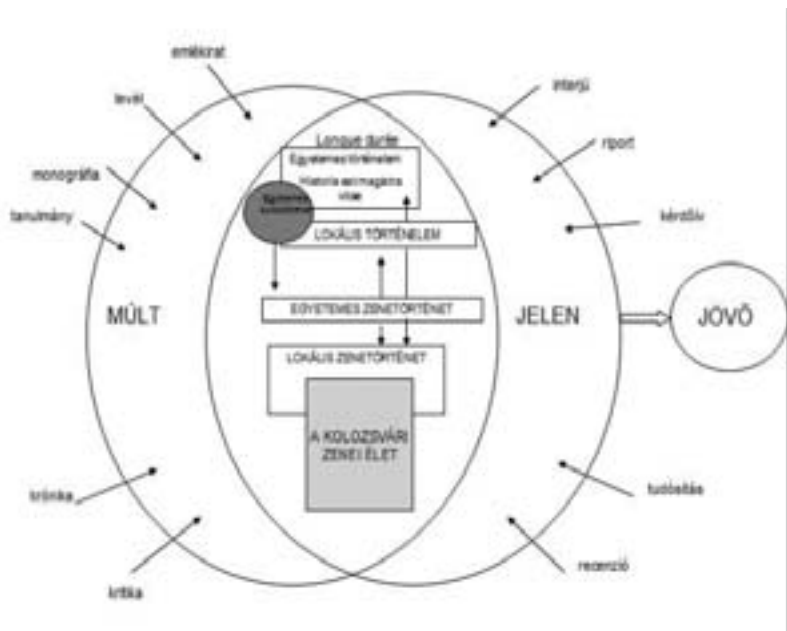 emlékirat
levél
monográfia
tanulmány
MÚLT
krónika
kritika
Longue durée
Egyetemes történelem
Historia est magistra
vitae
Egyetemes
LOKÁLIS TÖRTÉNELEM
EGYETEMES ZENETÖRTÉNET
LOKÁLIS ZENETÖRTÉNET
A KOLOZSVÁRI
ZENEI ÉLET
interjú
riport
kérdőív
JELEN
tudósítás
recenzió
JÖVŐ